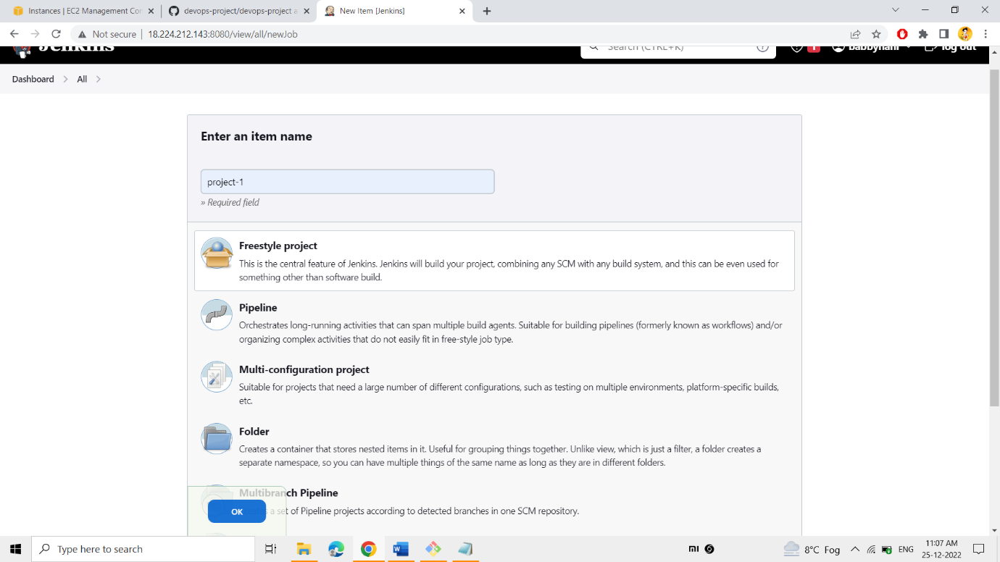 Instances | EC2 Management Con
devops-project/devops-project a
New Item [Jenkins]
Not secure
18.224.212.143:8080/view/all/newJob
Jenkins
Search (CTRL+K)
1
babbynani
log out
Dashboard
All
Enter an item name
project-1
» Required field
Freestyle project
This is the central feature of Jenkins. Jenkins will build your project, combining any SCM with any build system, and this can be even used for
something other than software build.
Pipeline
Orchestrates long-running activities that can span multiple build agents. Suitable for building pipelines (formerly known as workflows) and/or
organizing complex activities that do not easily fit in free-style job type.
Multi-configuration project
Suitable for projects that need a large number of different configurations, such as testing on multiple environments, platform-specific builds,
etc.
Folder
Creates a container that stores nested items in it. Useful for grouping things together. Unlike view, which is just a filter, a folder creates a
separate namespace, so you can have multiple things of the same name as long as they are in different folders.
Multibranch Pipeline
a set of Pipeline projects according to detected branches in one SCM repository.
OK
Type here to search
8°C Fog
ENG
11:07 AM
25-12-2022